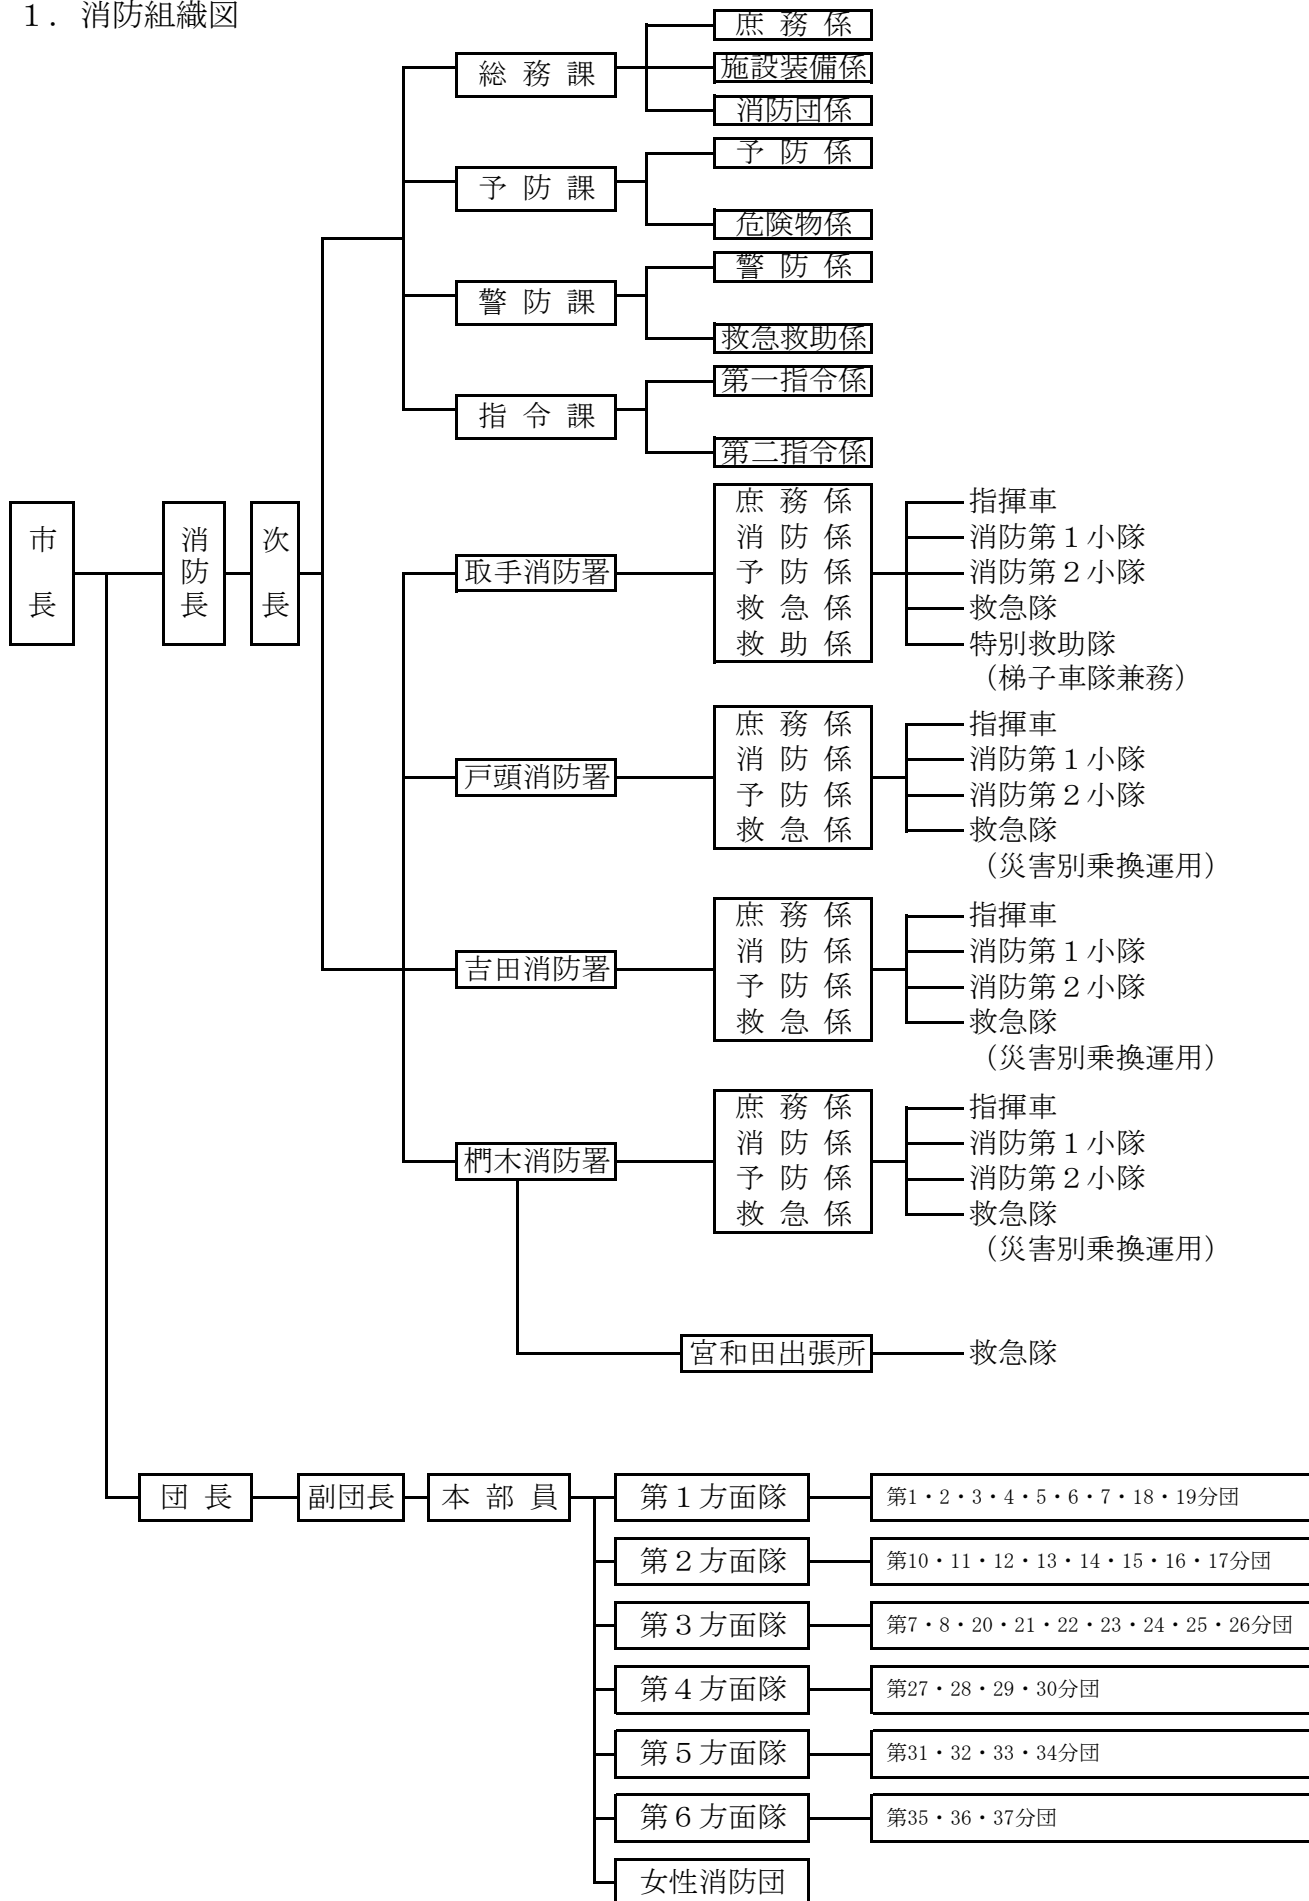 1．消防組織図
庶 務 係
総 務 課
施設装備係
消防団係
予 防 係
予 防 課
危険物係
警 防 係
警 防 課
救急救助係
第一指令係
指 令 課
第二指令係
市長
消防長
次長
取手消防署
庶 務 係
消 防 係
予 防 係
救 急 係
救 助 係
指揮車
消防第１小隊
消防第２小隊
救急隊
特別救助隊
（梯子車隊兼務）
戸頭消防署
庶 務 係
消 防 係
予 防 係
救 急 係
指揮車
消防第１小隊
消防第２小隊
救急隊
（災害別乗換運用）
吉田消防署
庶 務 係
消 防 係
予 防 係
救 急 係
指揮車
消防第１小隊
消防第２小隊
救急隊
（災害別乗換運用）
椚木消防署
庶 務 係
消 防 係
予 防 係
救 急 係
指揮車
消防第１小隊
消防第２小隊
救急隊
（災害別乗換運用）
宮和田出張所
救急隊
団 長
副団長
本 部 員
第１方面隊
第1・2・3・4・5・6・7・18・19分団
第２方面隊
第10・11・12・13・14・15・16・17分団
第３方面隊
第7・8・20・21・22・23・24・25・26分団
第４方面隊
第27・28・29・30分団
第５方面隊
第31・32・33・34分団
第６方面隊
第35・36・37分団
女性消防団